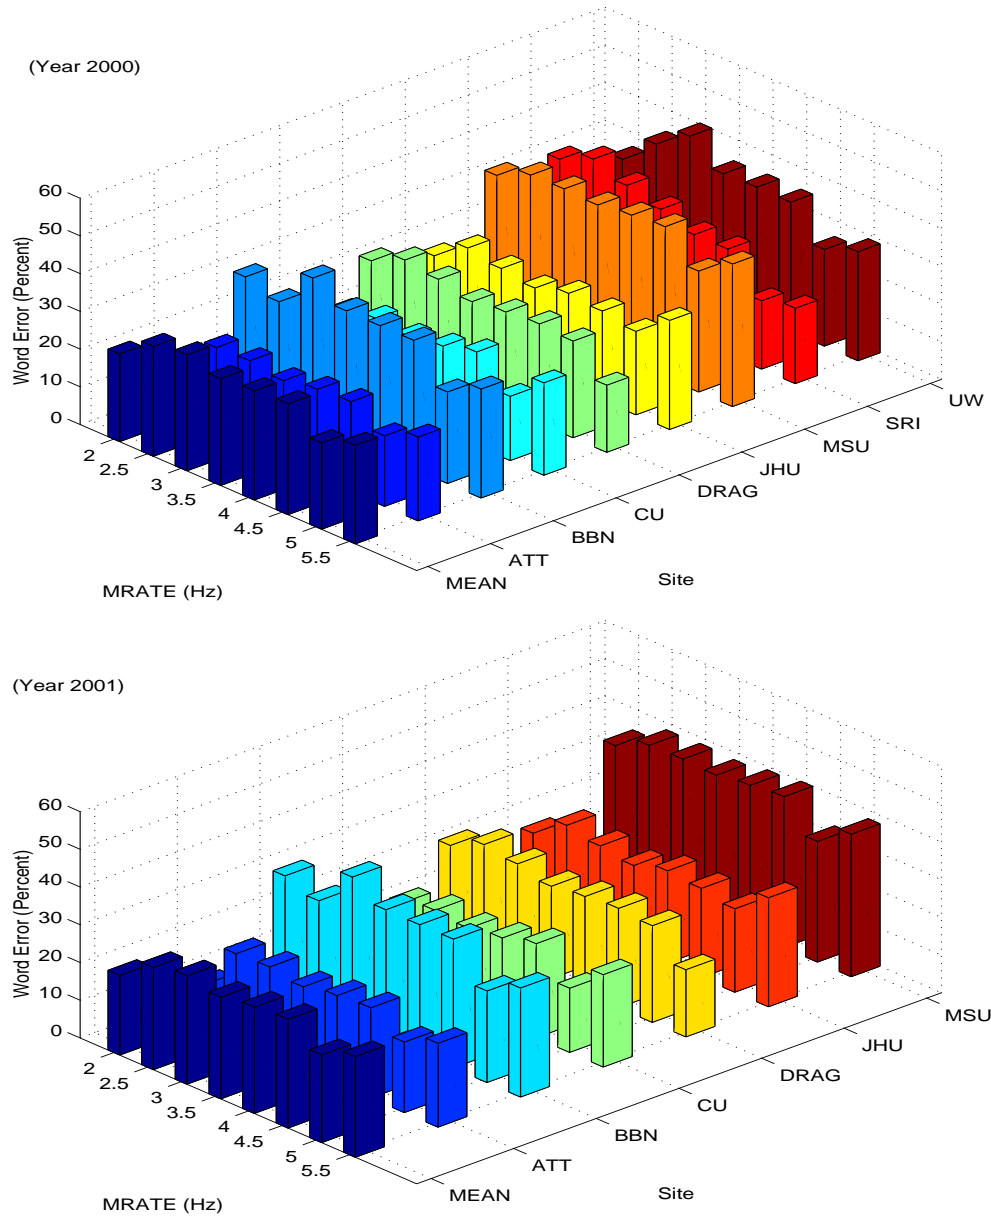 (Year 2000)
Word Error (Percent)
60
50
40
30
20
10
0
2
2.5
3
3.5
4
4.5
5
5.5
MRATE (Hz)
MEAN
ATT
BBN
CU
DRAG
JHU
MSU
SRI
UW
Site
(Year 2001)
Word Error (Percent)
60
50
40
30
20
10
0
2
2.5
3
3.5
4
4.5
5
5.5
MRATE (Hz)
MEAN
ATT
BBN
CU
DRAG
JHU
MSU
Site